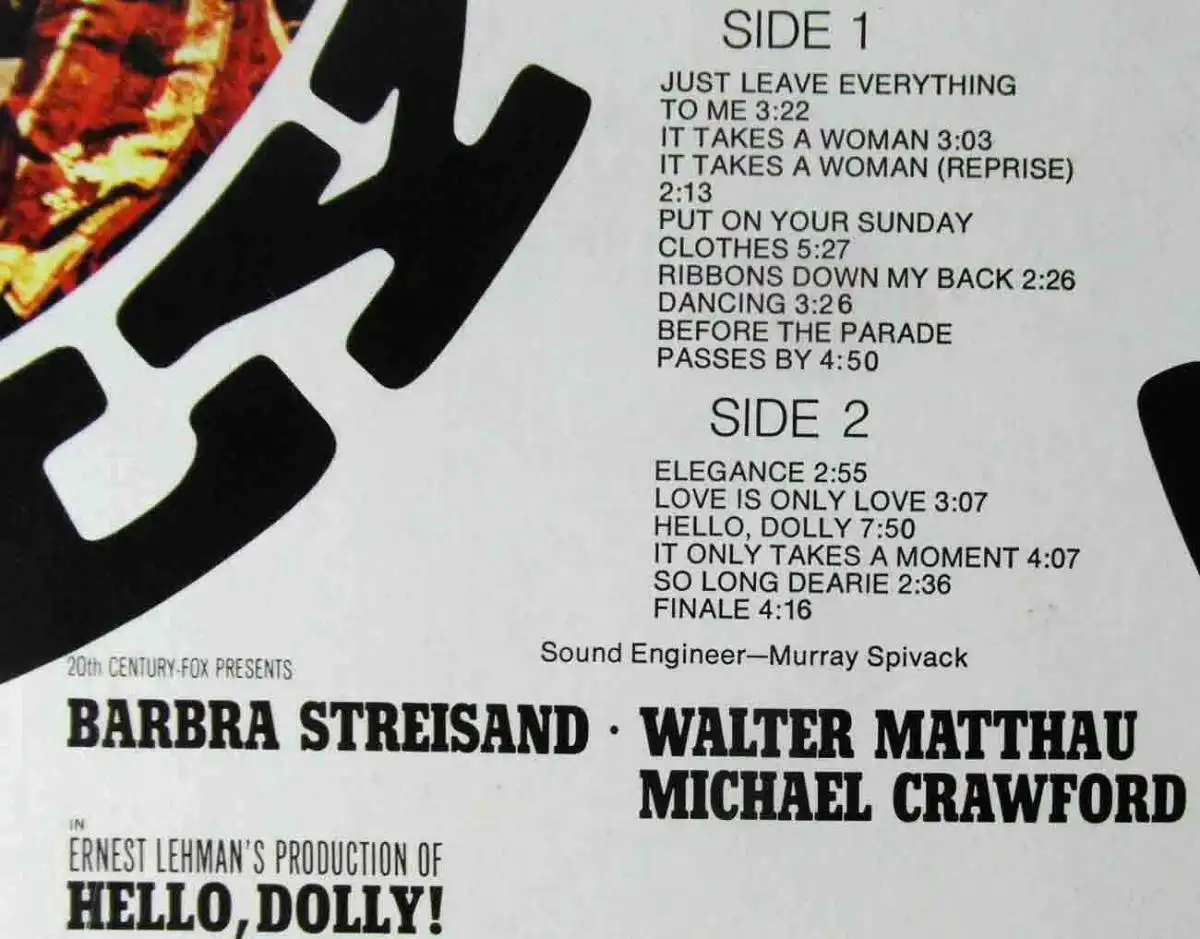 SIDE 1
JUST LEAVE EVERYTHING
TO ME 3:22
IT TAKES A WOMAN 3:03
IT TAKES A WOMAN (REPRISE)
2:13
PUT ON YOUR SUNDAY
CLOTHES 5:27
RIBBONS DOWN MY BACK 2:26
DANCING 3:26
BEFORE THE PARADE
PASSES BY 4:50
SIDE 2
ELEGANCE 2:55
LOVE IS ONLY LOVE 3:07
HELLO, DOLLY 7:50
IT ONLY TAKES A MOMENT 4:07
SO LONG DEARIE 2:36
FINALE 4:16
Sound Engineer—Murray Spivack
20th CENTURY-FOX PRESENTS
BARBRA STREISAND · WALTER MATTHAU
MICHAEL CRAWFORD
IN
ERNEST LEHMAN'S PRODUCTION OF
HELLO, DOLLY!